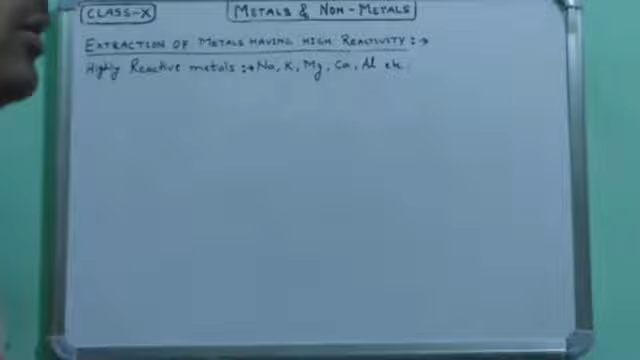 CLASS-X
METALS & NON-METALS
EXTRACTION OF METALS HAVING HIGH REACTIVITY :→
Highly Reactive metals :→ Na, K, Mg, Ca, Al etc.